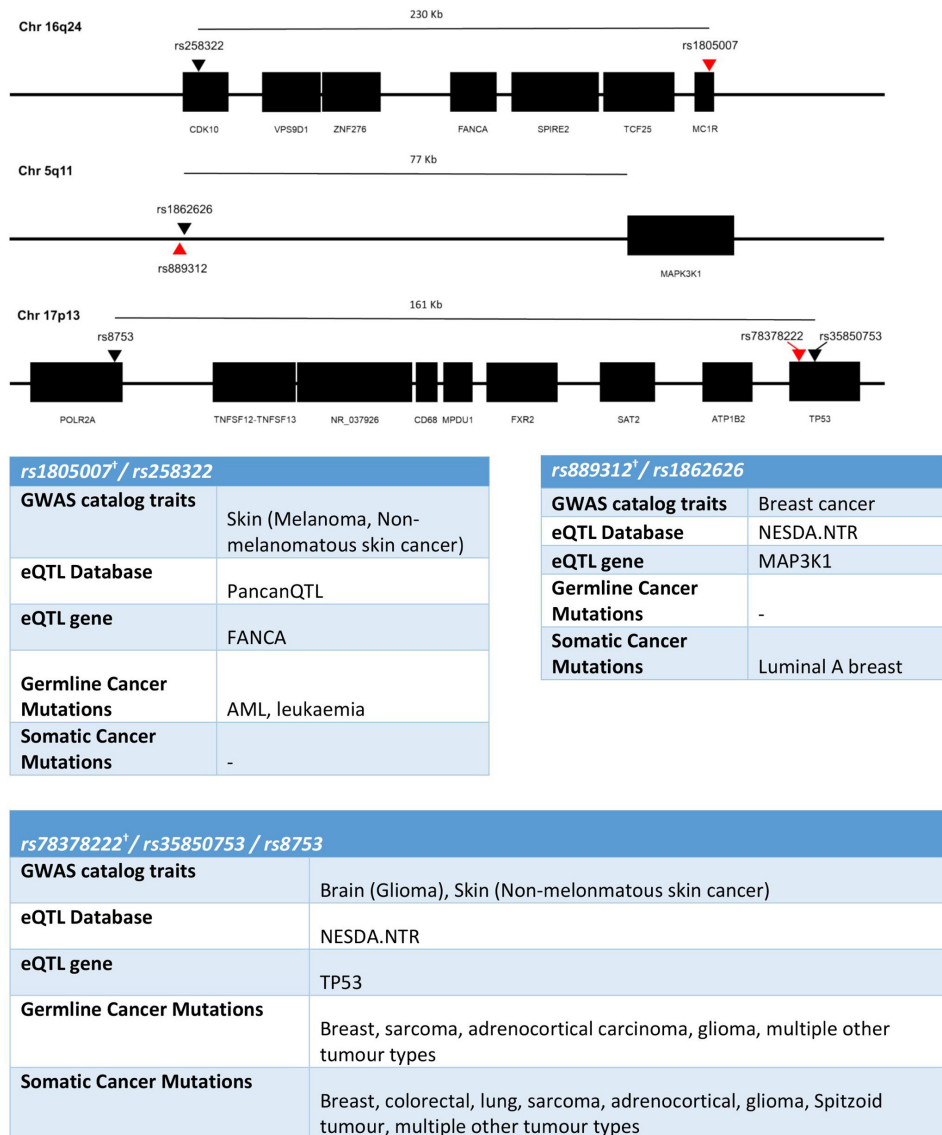 230 Kb
Chr 16q24
rs258322 rs1805007
CDK10 VPS9D1 ZNF276 FANCA SPIRE2 TCF25 MC1R
77 Kb
Chr 5q11
rs1862626
rs889312
MAPK3K1
161 Kb
Chr 17p13
rs8753 rs78378222 rs35850753
POLR2A TNFSF12-TNFSF13 NR_037926 CD68 MPDU1 FXR2 SAT2 ATP1B2 TP53
rs1805007†/ rs258322
GWAS catalog traits
Skin (Melanoma, Non-
melanomatous skin cancer)
eQTL Database
PancanQTL
eQTL gene
FANCA
Germline Cancer
Mutations AML, leukaemia
Somatic Cancer
Mutations -
rs889312†/ rs1862626
GWAS catalog traits Breast cancer
eQTL Database NESDA.NTR
eQTL gene MAP3K1
Germline Cancer
Mutations -
Somatic Cancer
Mutations Luminal A breast
rs78378222†/ rs35850753 / rs8753
GWAS catalog traits
Brain (Glioma), Skin (Non-melonmatous skin cancer)
eQTL Database
NESDA.NTR
eQTL gene
TP53
Germline Cancer Mutations
Breast, sarcoma, adrenocortical carcinoma, glioma, multiple other
tumour types
Somatic Cancer Mutations
Breast, colorectal, lung, sarcoma, adrenocortical, glioma, Spitzoid
tumour, multiple other tumour types